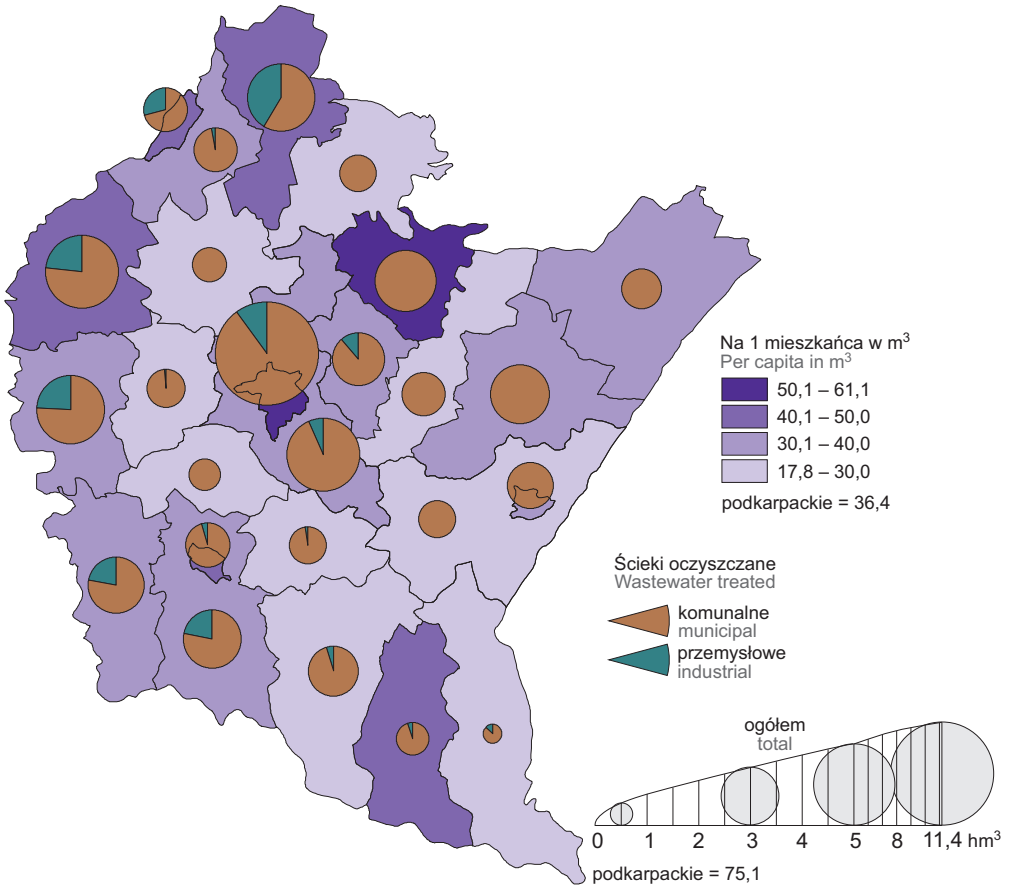 Na 1 mieszkańca w m³
Per capita in m³
50,1 – 61,1
40,1 – 50,0
30,1 – 40,0
17,8 – 30,0
podkarpackie = 36,4
Ścieki oczyszczane
Wastewater treated
komunalne
municipal
przemysłowe
industrial
ogółem
total
0 1 2 3 4 5 8 11,4 hm³
podkarpackie = 75,1